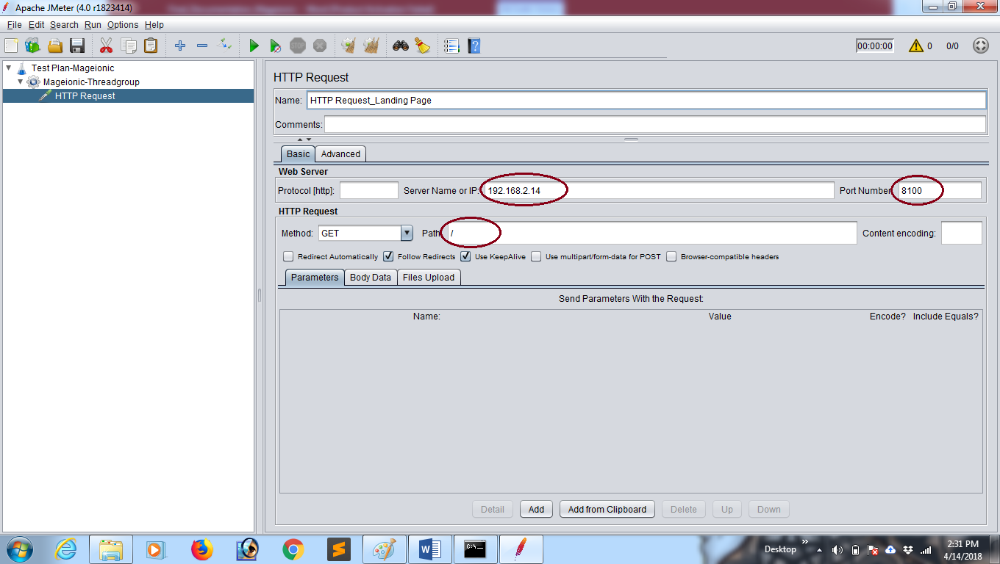 Apache JMeter (4.0 r1823414)
File Edit Search Run Options Help
STOP 00:00:00 0 0/0
Test Plan-Mageionic
Mageionic-Threadgroup
HTTP Request
HTTP Request
Name: HTTP Request_Landing Page
Comments:
Basic Advanced
Web Server
Protocol [http]: Server Name or IP: 192.168.2.14 Port Number 8100
HTTP Request
Method: GET Path / Content encoding:
Redirect Automatically Follow Redirects Use KeepAlive Use multipart/form-data for POST Browser-compatible headers
Parameters Body Data Files Upload
Send Parameters With the Request:
Name: Value Encode? Include Equals?
Detail Add Add from Clipboard Delete Up Down
Desktop
2:31 PM
4/14/2018